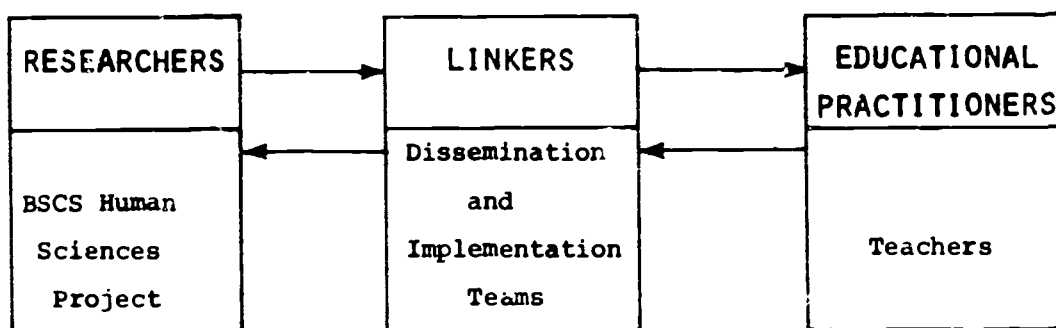 RESEARCHERS
BSCS Human
Sciences
Project
LINKERS
Dissemination
and
Implementation
Teams
EDUCATIONAL
PRACTITIONERS
Teachers